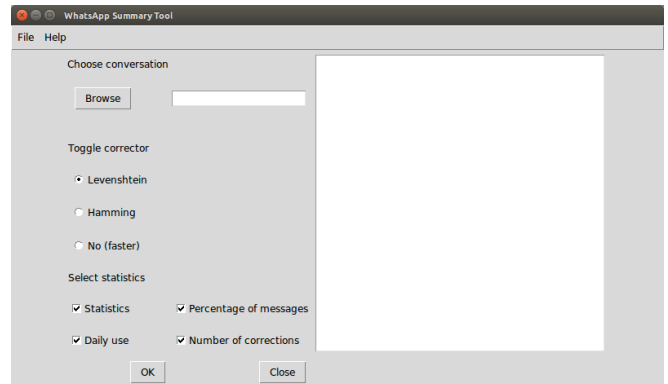 WhatsApp Summary Tool
File Help
Choose conversation
Browse
Toggle corrector
Levenshtein
Hamming
No (faster)
Select statistics
Statistics Percentage of messages
Daily use Number of corrections
OK Close